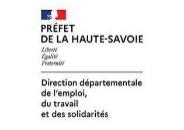 PRÉFET
DE LA HAUTE-SAVOIE
Liberté
Égalité
Fraternité
Direction départementale
de l'emploi,
du travail
et des solidarités